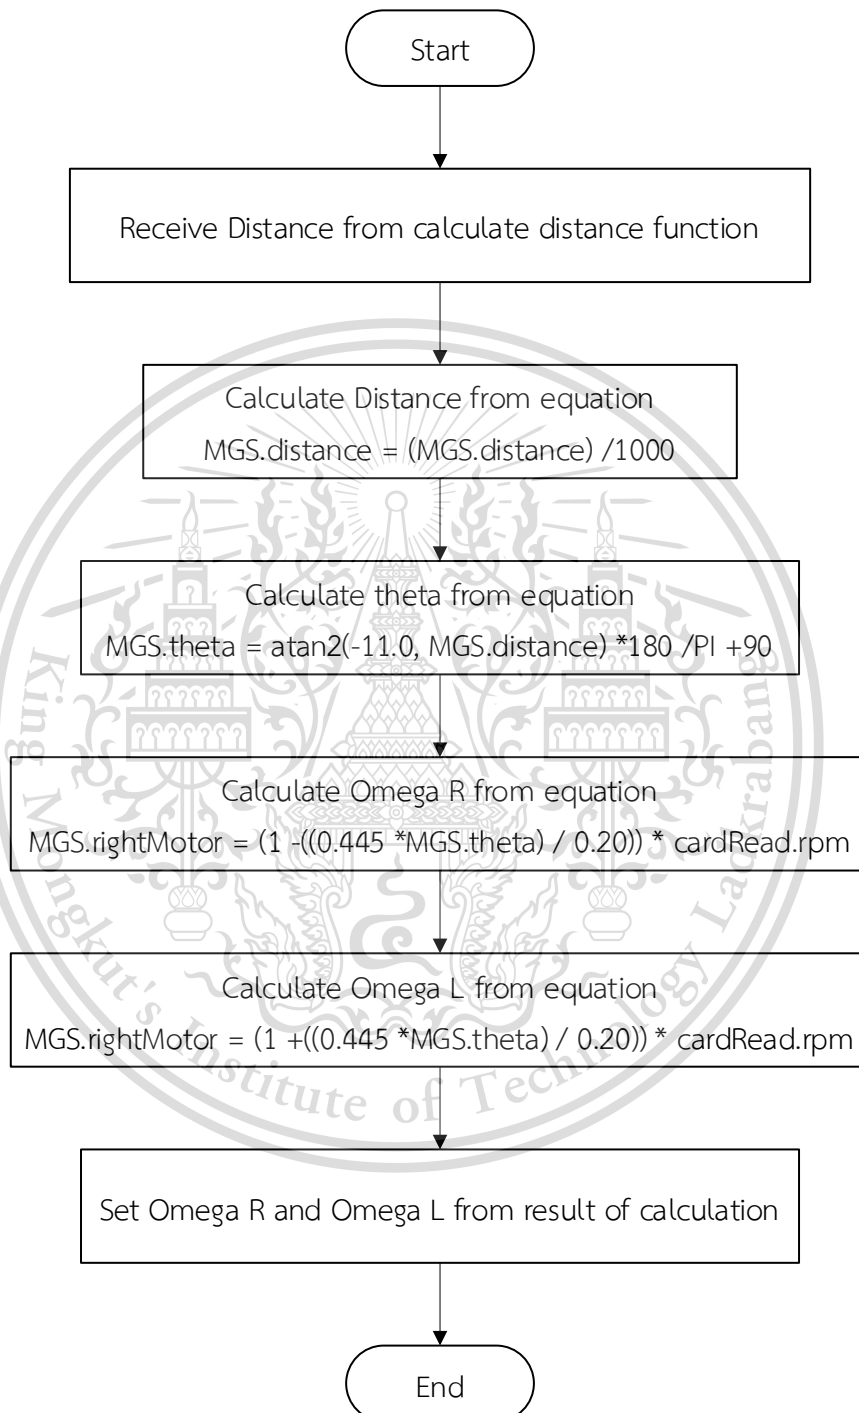 Start
Receive Distance from calculate distance function
Calculate Distance from equation
MGS.distance = (MGS.distance) /1000
Calculate theta from equation
MGS.theta = atan2(-11.0, MGS.distance) *180 /PI +90
Calculate Omega R from equation
MGS.rightMotor = (1 -((0.445 *MGS.theta) / 0.20)) * cardRead.rpm
Calculate Omega L from equation
MGS.rightMotor = (1 +((0.445 *MGS.theta) / 0.20)) * cardRead.rpm
Set Omega R and Omega L from result of calculation
End
King Mongkut's Institute of Technology Ladkrabang